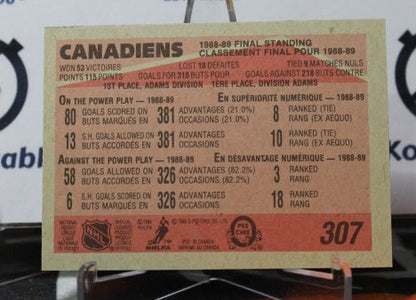 CANADIENS
1988-89 FINAL STANDING
CLASSEMENT FINAL POUR 1988-89
WON 53 VICTOIRES LOST 18 DÉFAITES TIED 9 MATCHES NULS
POINTS 115 POINTS GOALS FOR 315 BUTS POUR GOALS AGAINST 218 BUTS CONTRE
1ST PLACE, ADAMS DIVISION - 1ÈRE PLACE, DIVISION ADAMS
ON THE POWER PLAY — 1988-89 EN SUPÉRIORITÉ NUMÉRIQUE — 1988-89
80 GOALS SCORED ON BUTS MARQUÉS EN 381 ADVANTAGES (21.0%) OCCASIONS (21.0%) 8 RANKED (TIE) RANG (EX AEQUO)
13 S.H. GOALS ALLOWED ON BUTS ACCORDÉS EN 381 ADVANTAGES OCCASIONS 10 RANKED (TIE) RANG (EX AEQUO)
AGAINST THE POWER PLAY — 1988-89 EN DÉSAVANTAGE NUMÉRIQUE — 1988-89
58 GOALS ALLOWED ON BUTS ACCORDÉS EN 326 ADVANTAGES (82.2%) OCCASIONS (82.2%) 3 RANKED RANG
6 S.H. GOALS SCORED ON BUTS MARQUÉS EN 326 ADVANTAGES OCCASIONS 18 RANKED RANG
NHL
NHLPA
O PEE CHEE
307